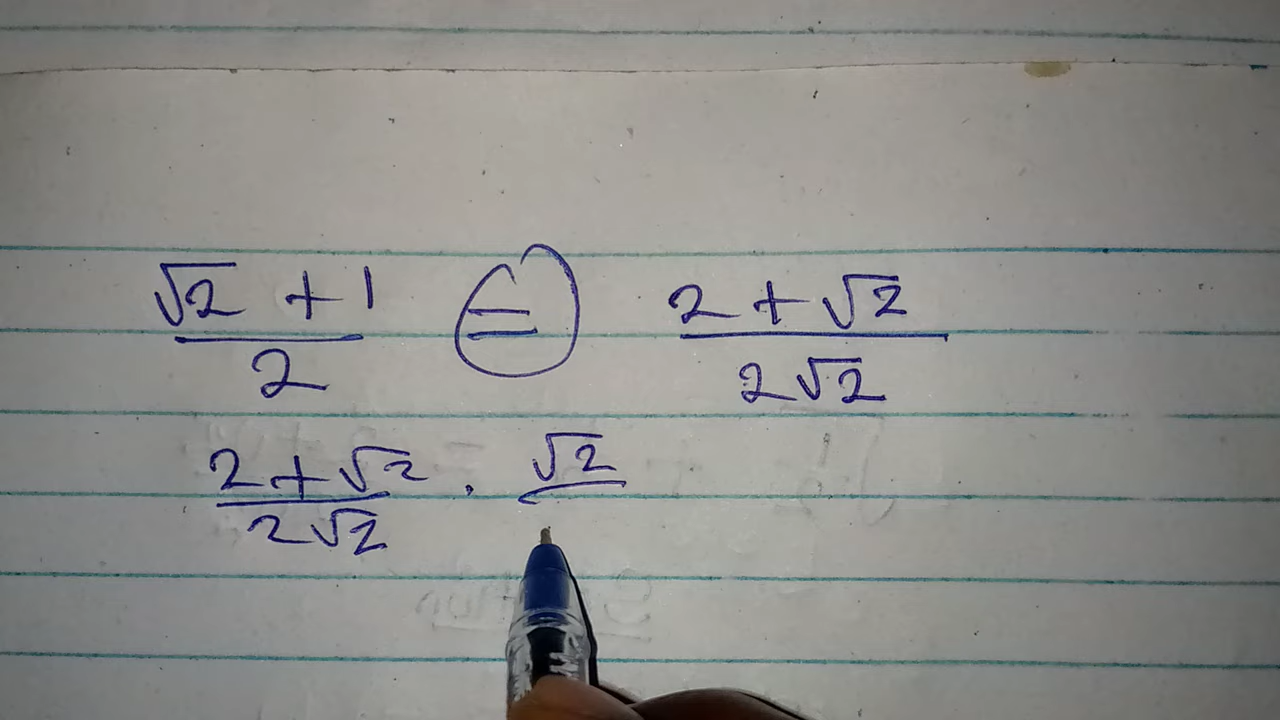 (√2 + 1)/2 = (2 + √2)/(2√2)
(2 + √2)/(2√2) . √2/